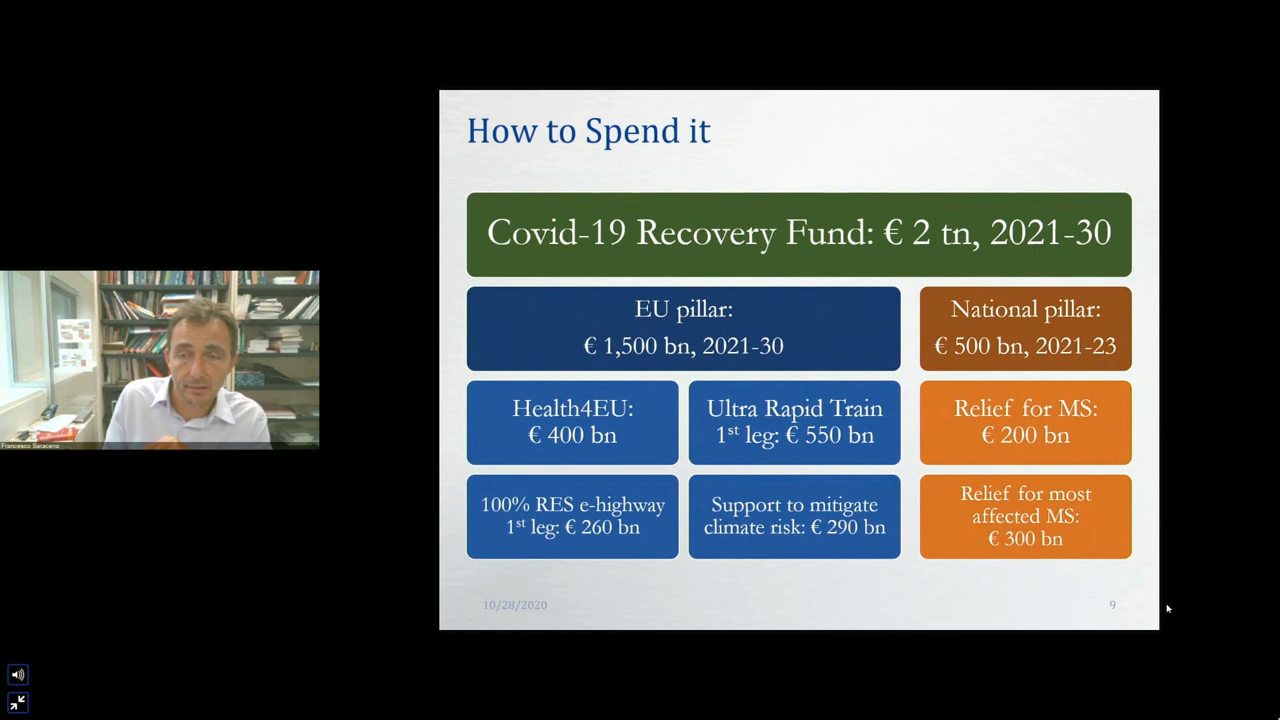 How to Spend it
Covid-19 Recovery Fund: € 2 tn, 2021-30
EU pillar:
€ 1,500 bn, 2021-30
National pillar:
€ 500 bn, 2021-23
Health4EU:
€ 400 bn
Ultra Rapid Train
1st leg: € 550 bn
Relief for MS:
€ 200 bn
100% RES e-highway
1st leg: € 260 bn
Support to mitigate
climate risk: € 290 bn
Relief for most
affected MS:
€ 300 bn
Francesco Saraceno
10/28/2020
9